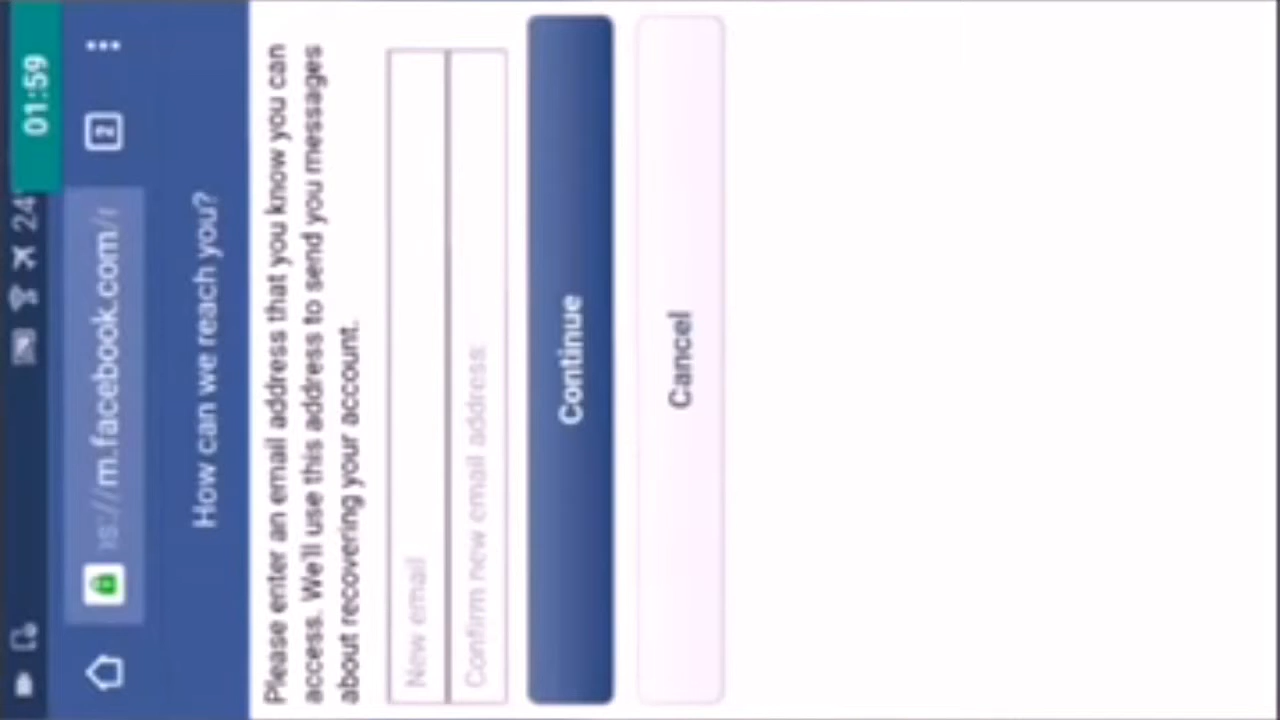 01:59
24
m.facebook.com/
2
How can we reach you?
Please enter an email address that you know you can
access. We'll use this address to send you messages
about recovering your account.
New email
Confirm new email address
Continue
Cancel